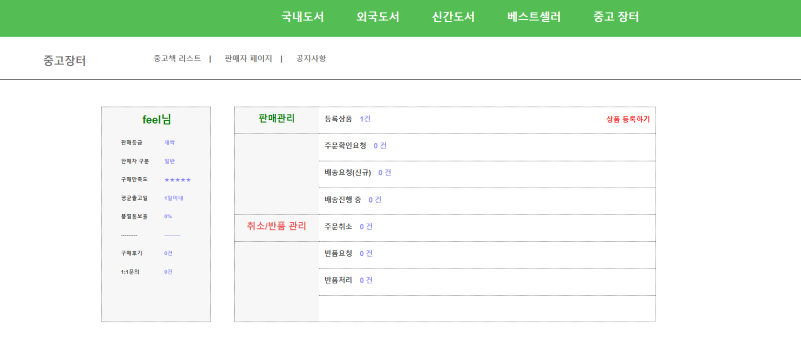 국내도서 외국도서 신간도서 베스트셀러 중고 장터
중고장터 중고책 리스트 | 판매자 페이지 | 공지사항
feel님
판매등급 새싹
판매자 구분 일반
구매만족도 ★★★★★
평균출고일 1일이내
품절통보율 0%
---------- ----------
구매후기 0건
1:1문의 0건
판매관리 등록상품 1건 상품 등록하기
주문확인요청 0 건
배송요청(신규) 0 건
배송진행 중 0 건
취소/반품 관리 주문취소 0 건
반품요청 0 건
반품처리 0 건